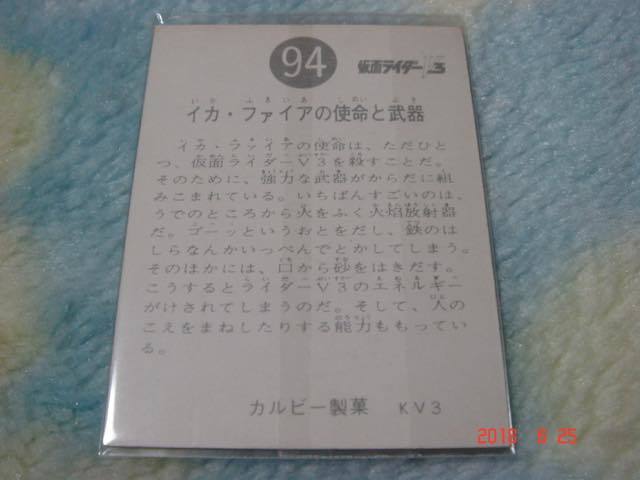 94
仮面ライダーV3
イカ・ファイアの使命と武器
イカ・ファイアの使命は、ただひと
つ、仮面ライダーV3を殺すことだ。
そのために、強力な武器がからだに組
みこまれている。いちばんすごいのは、
うでのところから火をふく火焰放射器
だ。ゴーッというおとをだし、鉄のは
しらなんかいっぺんでとかしてしまう。
そのほかには、口から砂をはきだす。
こうするとライダーV3のエネルギー
がけされてしまうのだ。そして、人の
こえをまねしたりする能力ももってい
る。
カルビー製菓 KV3
2018 6 25